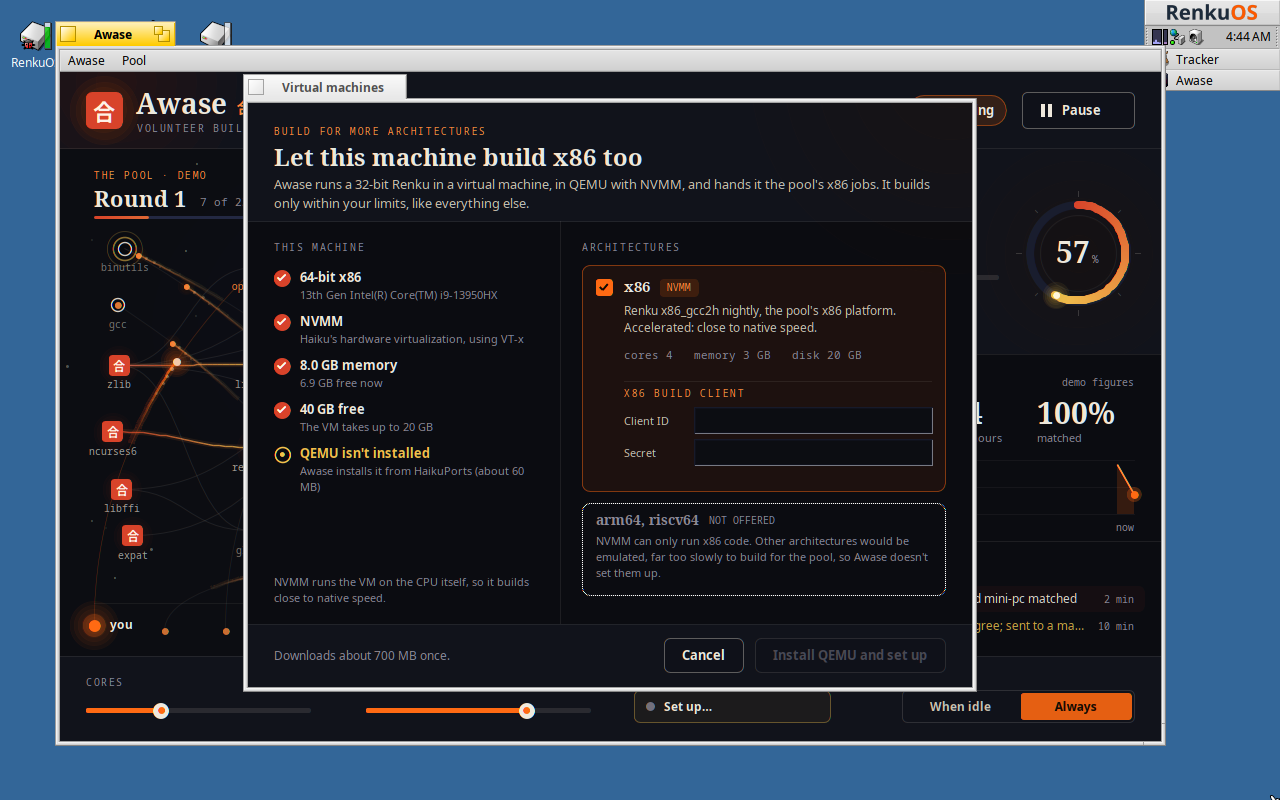 RenkuOS
4:44 AM
Tracker
Awase
RenkuO
Awase
Awase Pool
合 Awase
VOLUNTEER BUIL
ng
Pause
THE POOL · DEMO
Round 1 7 of 2
binutils
gcc
合
zlib
合
ncurses6
合
libffi
合
expat
you
op
li
re
g
Virtual machines
BUILD FOR MORE ARCHITECTURES
Let this machine build x86 too
Awase runs a 32-bit Renku in a virtual machine, in QEMU with NVMM, and hands it the pool's x86 jobs. It builds
only within your limits, like everything else.
THIS MACHINE
64-bit x86
13th Gen Intel(R) Core(TM) i9-13950HX
NVMM
Haiku's hardware virtualization, using VT-x
8.0 GB memory
6.9 GB free now
40 GB free
The VM takes up to 20 GB
QEMU isn't installed
Awase installs it from HaikuPorts (about 60
MB)
NVMM runs the VM on the CPU itself, so it builds
close to native speed.
ARCHITECTURES
x86 NVMM
Renku x86_gcc2h nightly, the pool's x86 platform.
Accelerated: close to native speed.
cores 4 memory 3 GB disk 20 GB
X86 BUILD CLIENT
Client ID
Secret
arm64, riscv64 NOT OFFERED
NVMM can only run x86 code. Other architectures would be
emulated, far too slowly to build for the pool, so Awase doesn't
set them up.
Downloads about 700 MB once.
Cancel
Install QEMU and set up
57 %
demo figures
100%
ours matched
now
d mini-pc matched 2 min
gree; sent to a ma... 10 min
CORES
Set up...
When idle
Always